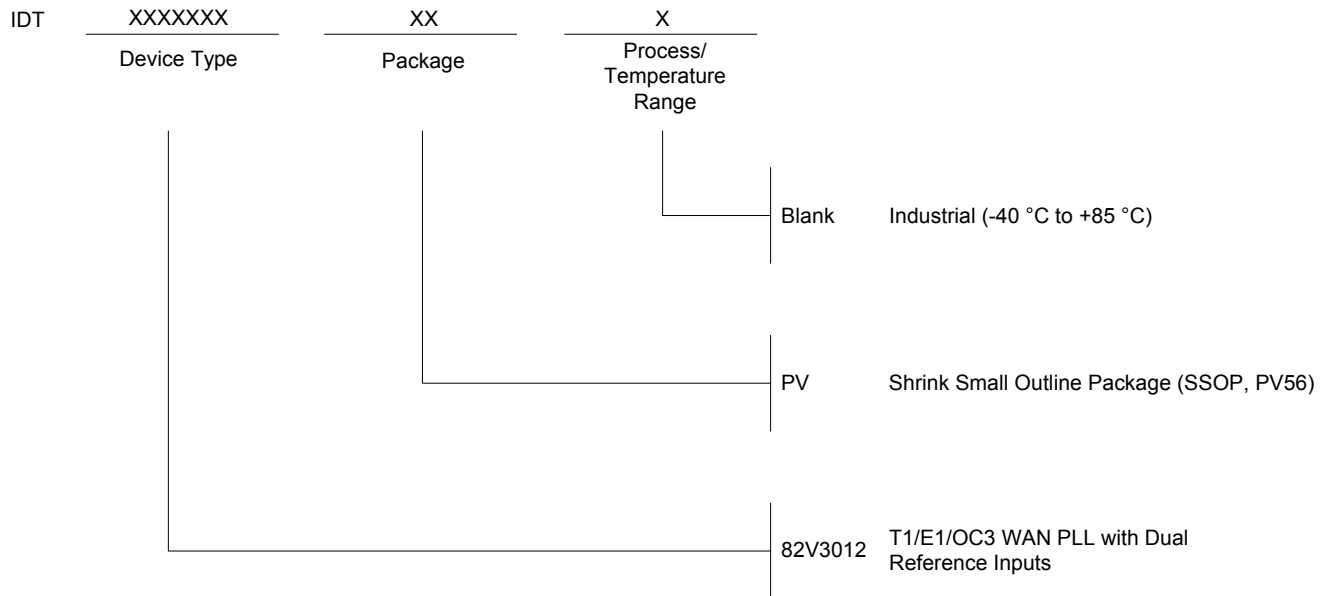 IDT XXXXXXX XX X
Device Type Package Process/
Temperature
Range
Blank Industrial (-40 °C to +85 °C)
PV Shrink Small Outline Package (SSOP, PV56)
82V3012 T1/E1/OC3 WAN PLL with Dual
Reference Inputs